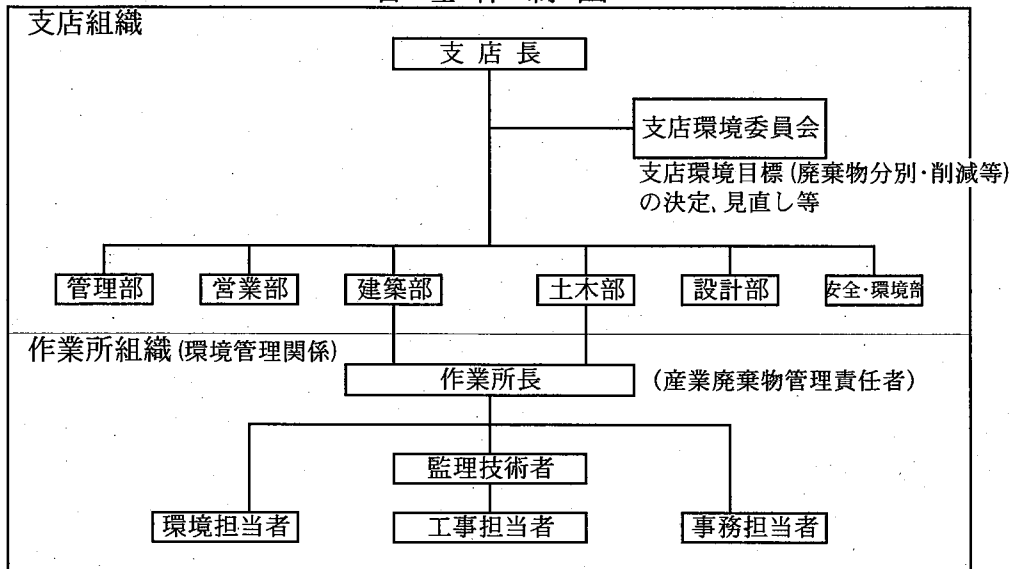 支店組織
支店長
支店環境委員会
支店環境目標(廃棄物分別・削減等)
の決定、見直し等
管理部
営業部
建築部
土木部
設計部
安全・環境部
作業所組織(環境管理関係)
作業所長
(産業廃棄物管理責任者)
監理技術者
環境担当者
工事担当者
事務担当者